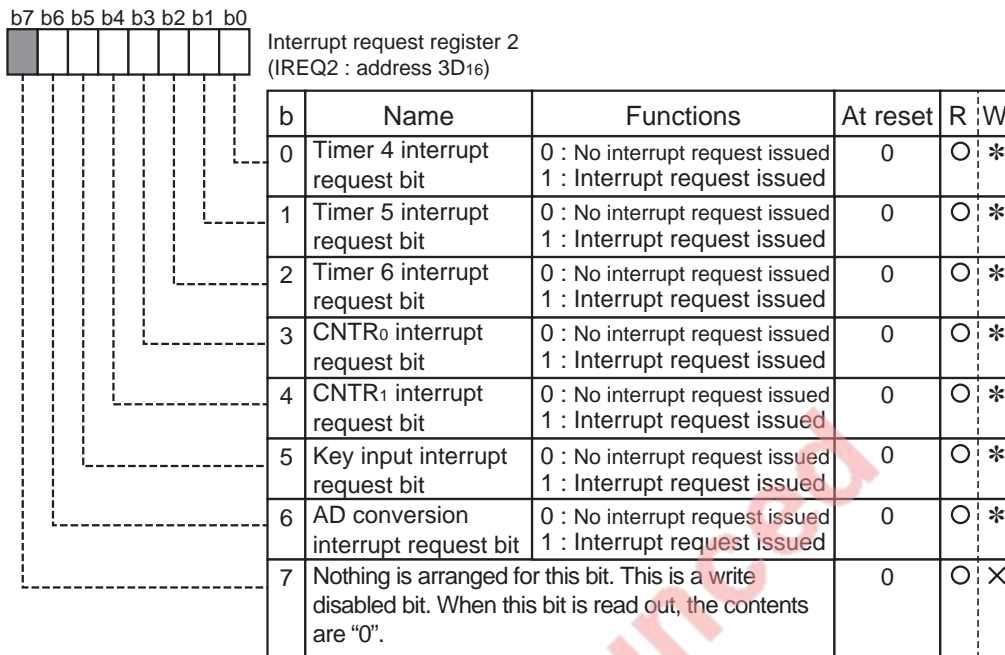 b7 b6 b5 b4 b3 b2 b1 b0
Interrupt request register 2
(IREQ2 : address 3D16)
b Name Functions At reset R W
0 Timer 4 interrupt request bit 0 : No interrupt request issued 0 ○ ✻
1 : Interrupt request issued
1 Timer 5 interrupt request bit 0 : No interrupt request issued 0 ○ ✻
1 : Interrupt request issued
2 Timer 6 interrupt request bit 0 : No interrupt request issued 0 ○ ✻
1 : Interrupt request issued
3 CNTR0 interrupt request bit 0 : No interrupt request issued 0 ○ ✻
1 : Interrupt request issued
4 CNTR1 interrupt request bit 0 : No interrupt request issued 0 ○ ✻
1 : Interrupt request issued
5 Key input interrupt request bit 0 : No interrupt request issued 0 ○ ✻
1 : Interrupt request issued
6 AD conversion interrupt request bit 0 : No interrupt request issued 0 ○ ✻
1 : Interrupt request issued
7 Nothing is arranged for this bit. This is a write 0 ○ ×
disabled bit. When this bit is read out, the contents
are “0”.